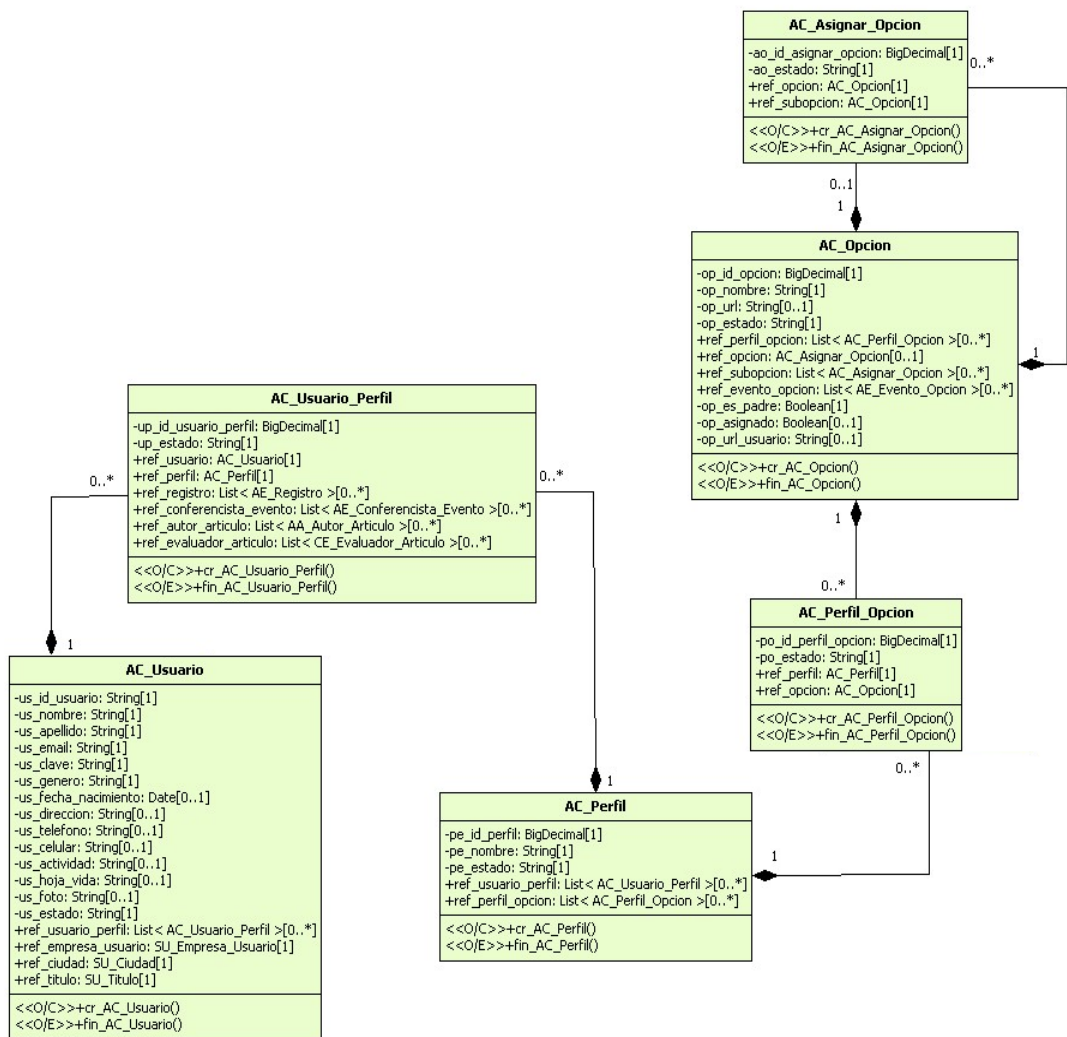 AC_Asignar_Opcion
-ao_id_asignar_opcion: BigDecimal[1]
-ao_estado: String[1]
+ref_opcion: AC_Opcion[1]
+ref_subopcion: AC_Opcion[1]
<<O/C>>+cr_AC_Asignar_Opcion()
<<O/E>>+fin_AC_Asignar_Opcion()
0..*
0..1
1
AC_Opcion
-op_id_opcion: BigDecimal[1]
-op_nombre: String[1]
-op_url: String[0..1]
-op_estado: String[1]
+ref_perfil_opcion: List< AC_Perfil_Opcion >[0..*]
+ref_opcion: AC_Asignar_Opcion[0..1]
+ref_subopcion: List< AC_Asignar_Opcion >[0..*]
+ref_evento_opcion: List< AE_Evento_Opcion >[0..*]
-op_es_padre: Boolean[1]
-op_asignado: Boolean[0..1]
-op_url_usuario: String[0..1]
<<O/C>>+cr_AC_Opcion()
<<O/E>>+fin_AC_Opcion()
1
1
0..*
AC_Usuario_Perfil
-up_id_usuario_perfil: BigDecimal[1]
-up_estado: String[1]
+ref_usuario: AC_Usuario[1]
+ref_perfil: AC_Perfil[1]
+ref_registro: List< AE_Registro >[0..*]
+ref_conferencista_evento: List< AE_Conferencista_Evento >[0..*]
+ref_autor_articulo: List< AA_Autor_Articulo >[0..*]
+ref_evaluador_articulo: List< CE_Evaluador_Articulo >[0..*]
<<O/C>>+cr_AC_Usuario_Perfil()
<<O/E>>+fin_AC_Usuario_Perfil()
0..*
0..*
1
AC_Usuario
-us_id_usuario: String[1]
-us_nombre: String[1]
-us_apellido: String[1]
-us_email: String[1]
-us_clave: String[1]
-us_genero: String[1]
-us_fecha_nacimiento: Date[0..1]
-us_direccion: String[0..1]
-us_telefono: String[0..1]
-us_celular: String[0..1]
-us_actividad: String[0..1]
-us_hoja_vida: String[0..1]
-us_foto: String[0..1]
-us_estado: String[1]
+ref_usuario_perfil: List< AC_Usuario_Perfil >[0..*]
+ref_empresa_usuario: SU_Empresa_Usuario[1]
+ref_ciudad: SU_Ciudad[1]
+ref_titulo: SU_Titulo[1]
<<O/C>>+cr_AC_Usuario()
<<O/E>>+fin_AC_Usuario()
AC_Perfil_Opcion
-po_id_perfil_opcion: BigDecimal[1]
-po_estado: String[1]
+ref_perfil: AC_Perfil[1]
+ref_opcion: AC_Opcion[1]
<<O/C>>+cr_AC_Perfil_Opcion()
<<O/E>>+fin_AC_Perfil_Opcion()
0..*
1
AC_Perfil
-pe_id_perfil: BigDecimal[1]
-pe_nombre: String[1]
-pe_estado: String[1]
+ref_usuario_perfil: List< AC_Usuario_Perfil >[0..*]
+ref_perfil_opcion: List< AC_Perfil_Opcion >[0..*]
<<O/C>>+cr_AC_Perfil()
<<O/E>>+fin_AC_Perfil()
1